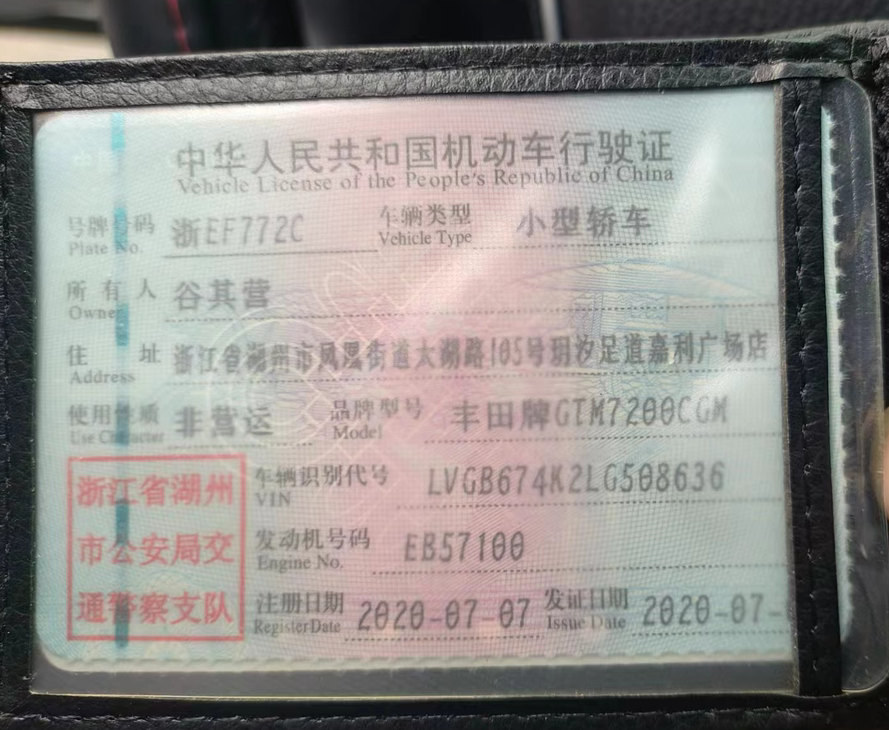 中华人民共和国机动车行驶证
Vehicle License of the People's Republic of China
号牌号码 浙EF772C 车辆类型 小型轿车
Plate No. Vehicle Type
所有人 谷其营
Owner
住址 浙江省湖州市凤凰街道太湖路105号玥汐足道嘉利广场店
Address
使用性质 非营运 品牌型号 丰田牌GTM7200CGM
Use Character Model
浙江省湖州 车辆识别代号 LVGB674K2LG508636
VIN
市公安局交 发动机号码 EB57100
Engine No.
通警察支队 注册日期 2020-07-07 发证日期 2020-07-
Register Date Issue Date